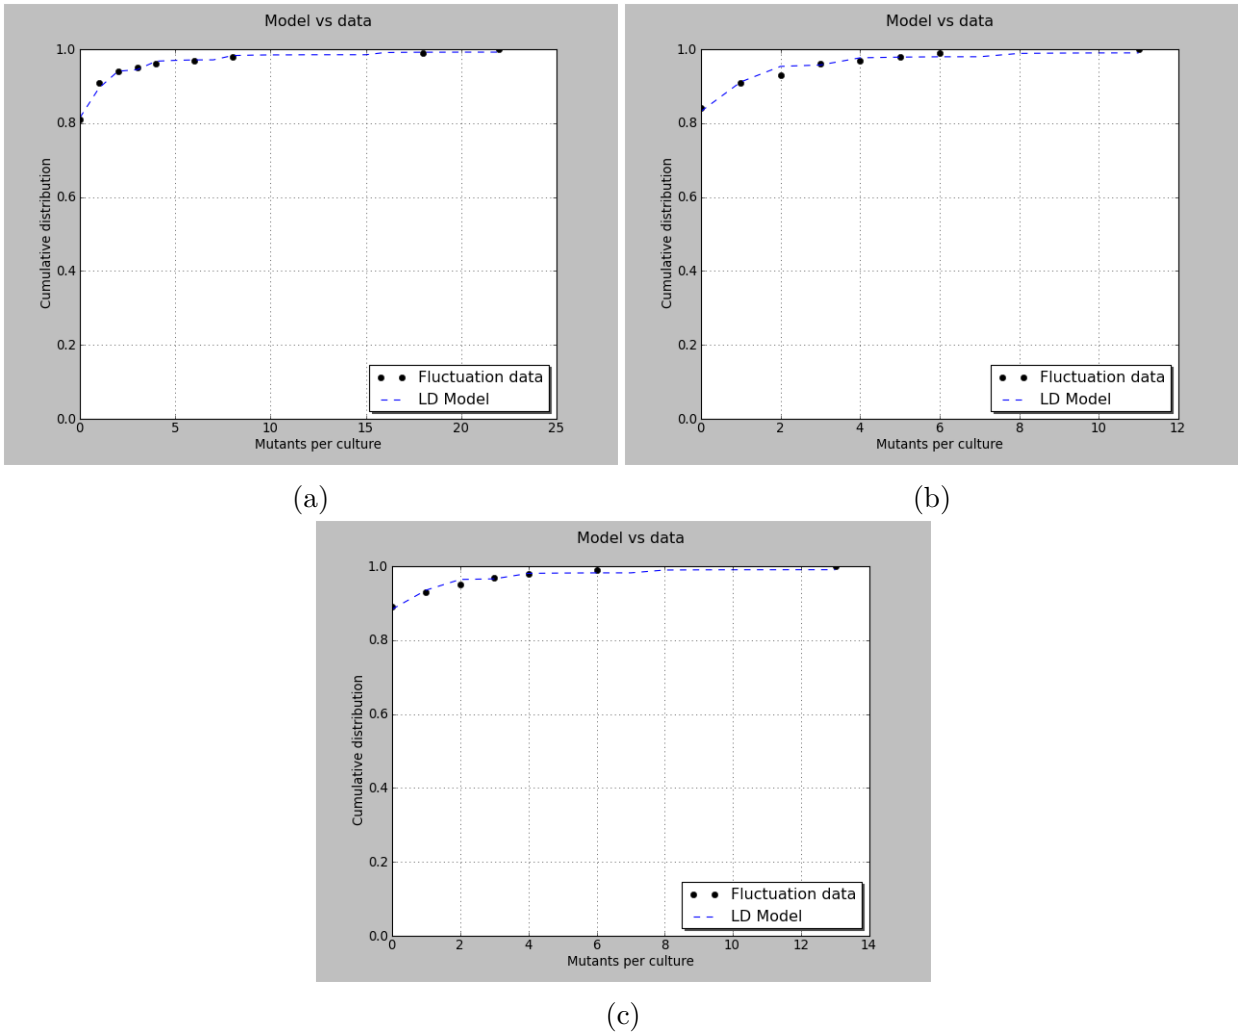 Model vs data
1.0
0.8
0.6
0.4
0.2
0.0
Cumulative distribution
Fluctuation data
LD Model
0 5 10 15 20 25
Mutants per culture
(a)
Model vs data
1.0
0.8
0.6
0.4
0.2
0.0
Cumulative distribution
Fluctuation data
LD Model
0 2 4 6 8 10 12
Mutants per culture
(b)
Model vs data
1.0
0.8
0.6
0.4
0.2
0.0
Cumulative distribution
Fluctuation data
LD Model
0 2 4 6 8 10 12 14
Mutants per culture
(c)